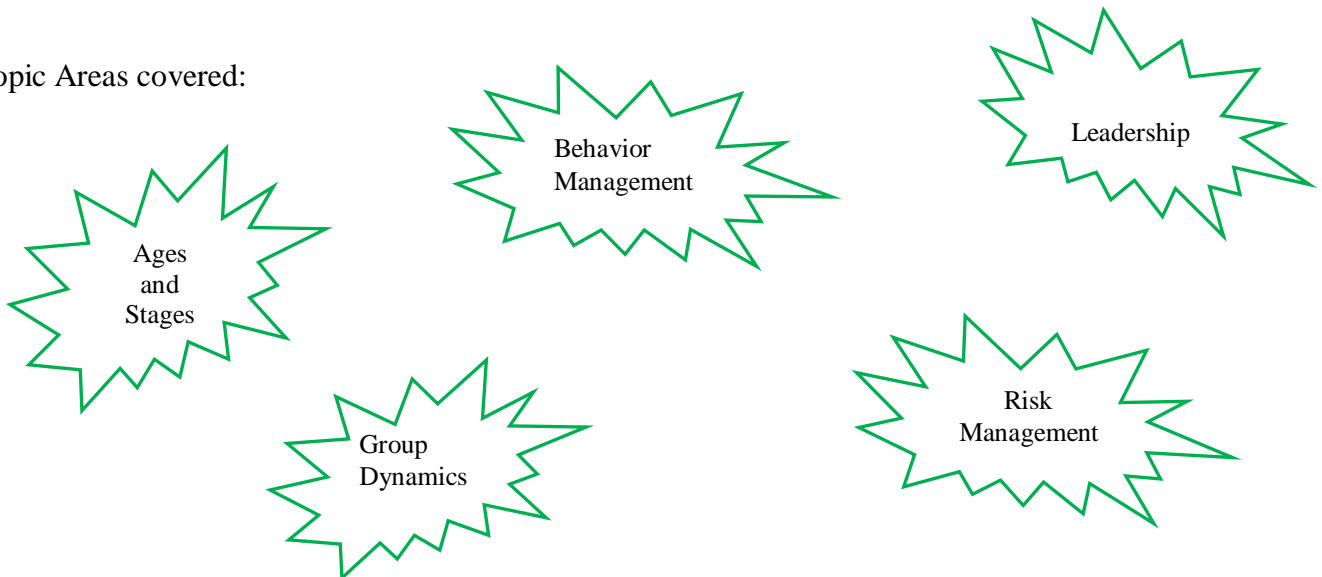 opic Areas covered:
Leadership
Behavior
Management
Ages
and
Stages
Risk
Management
Group
Dynamics